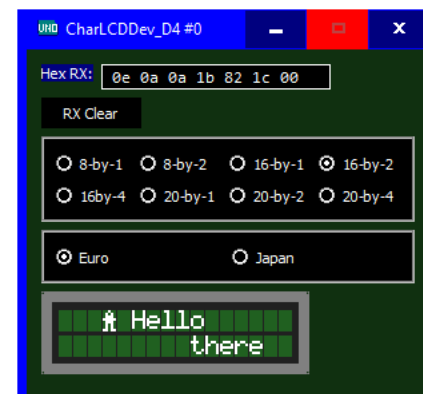 UNO CharLCDDev_D4 #0
Hex RX: 0e 0a 0a 1b 82 1c 00
RX Clear
8-by-1 8-by-2 16-by-1 16-by-2
16by-4 20-by-1 20-by-2 20-by-4
Euro Japan
Hello
there